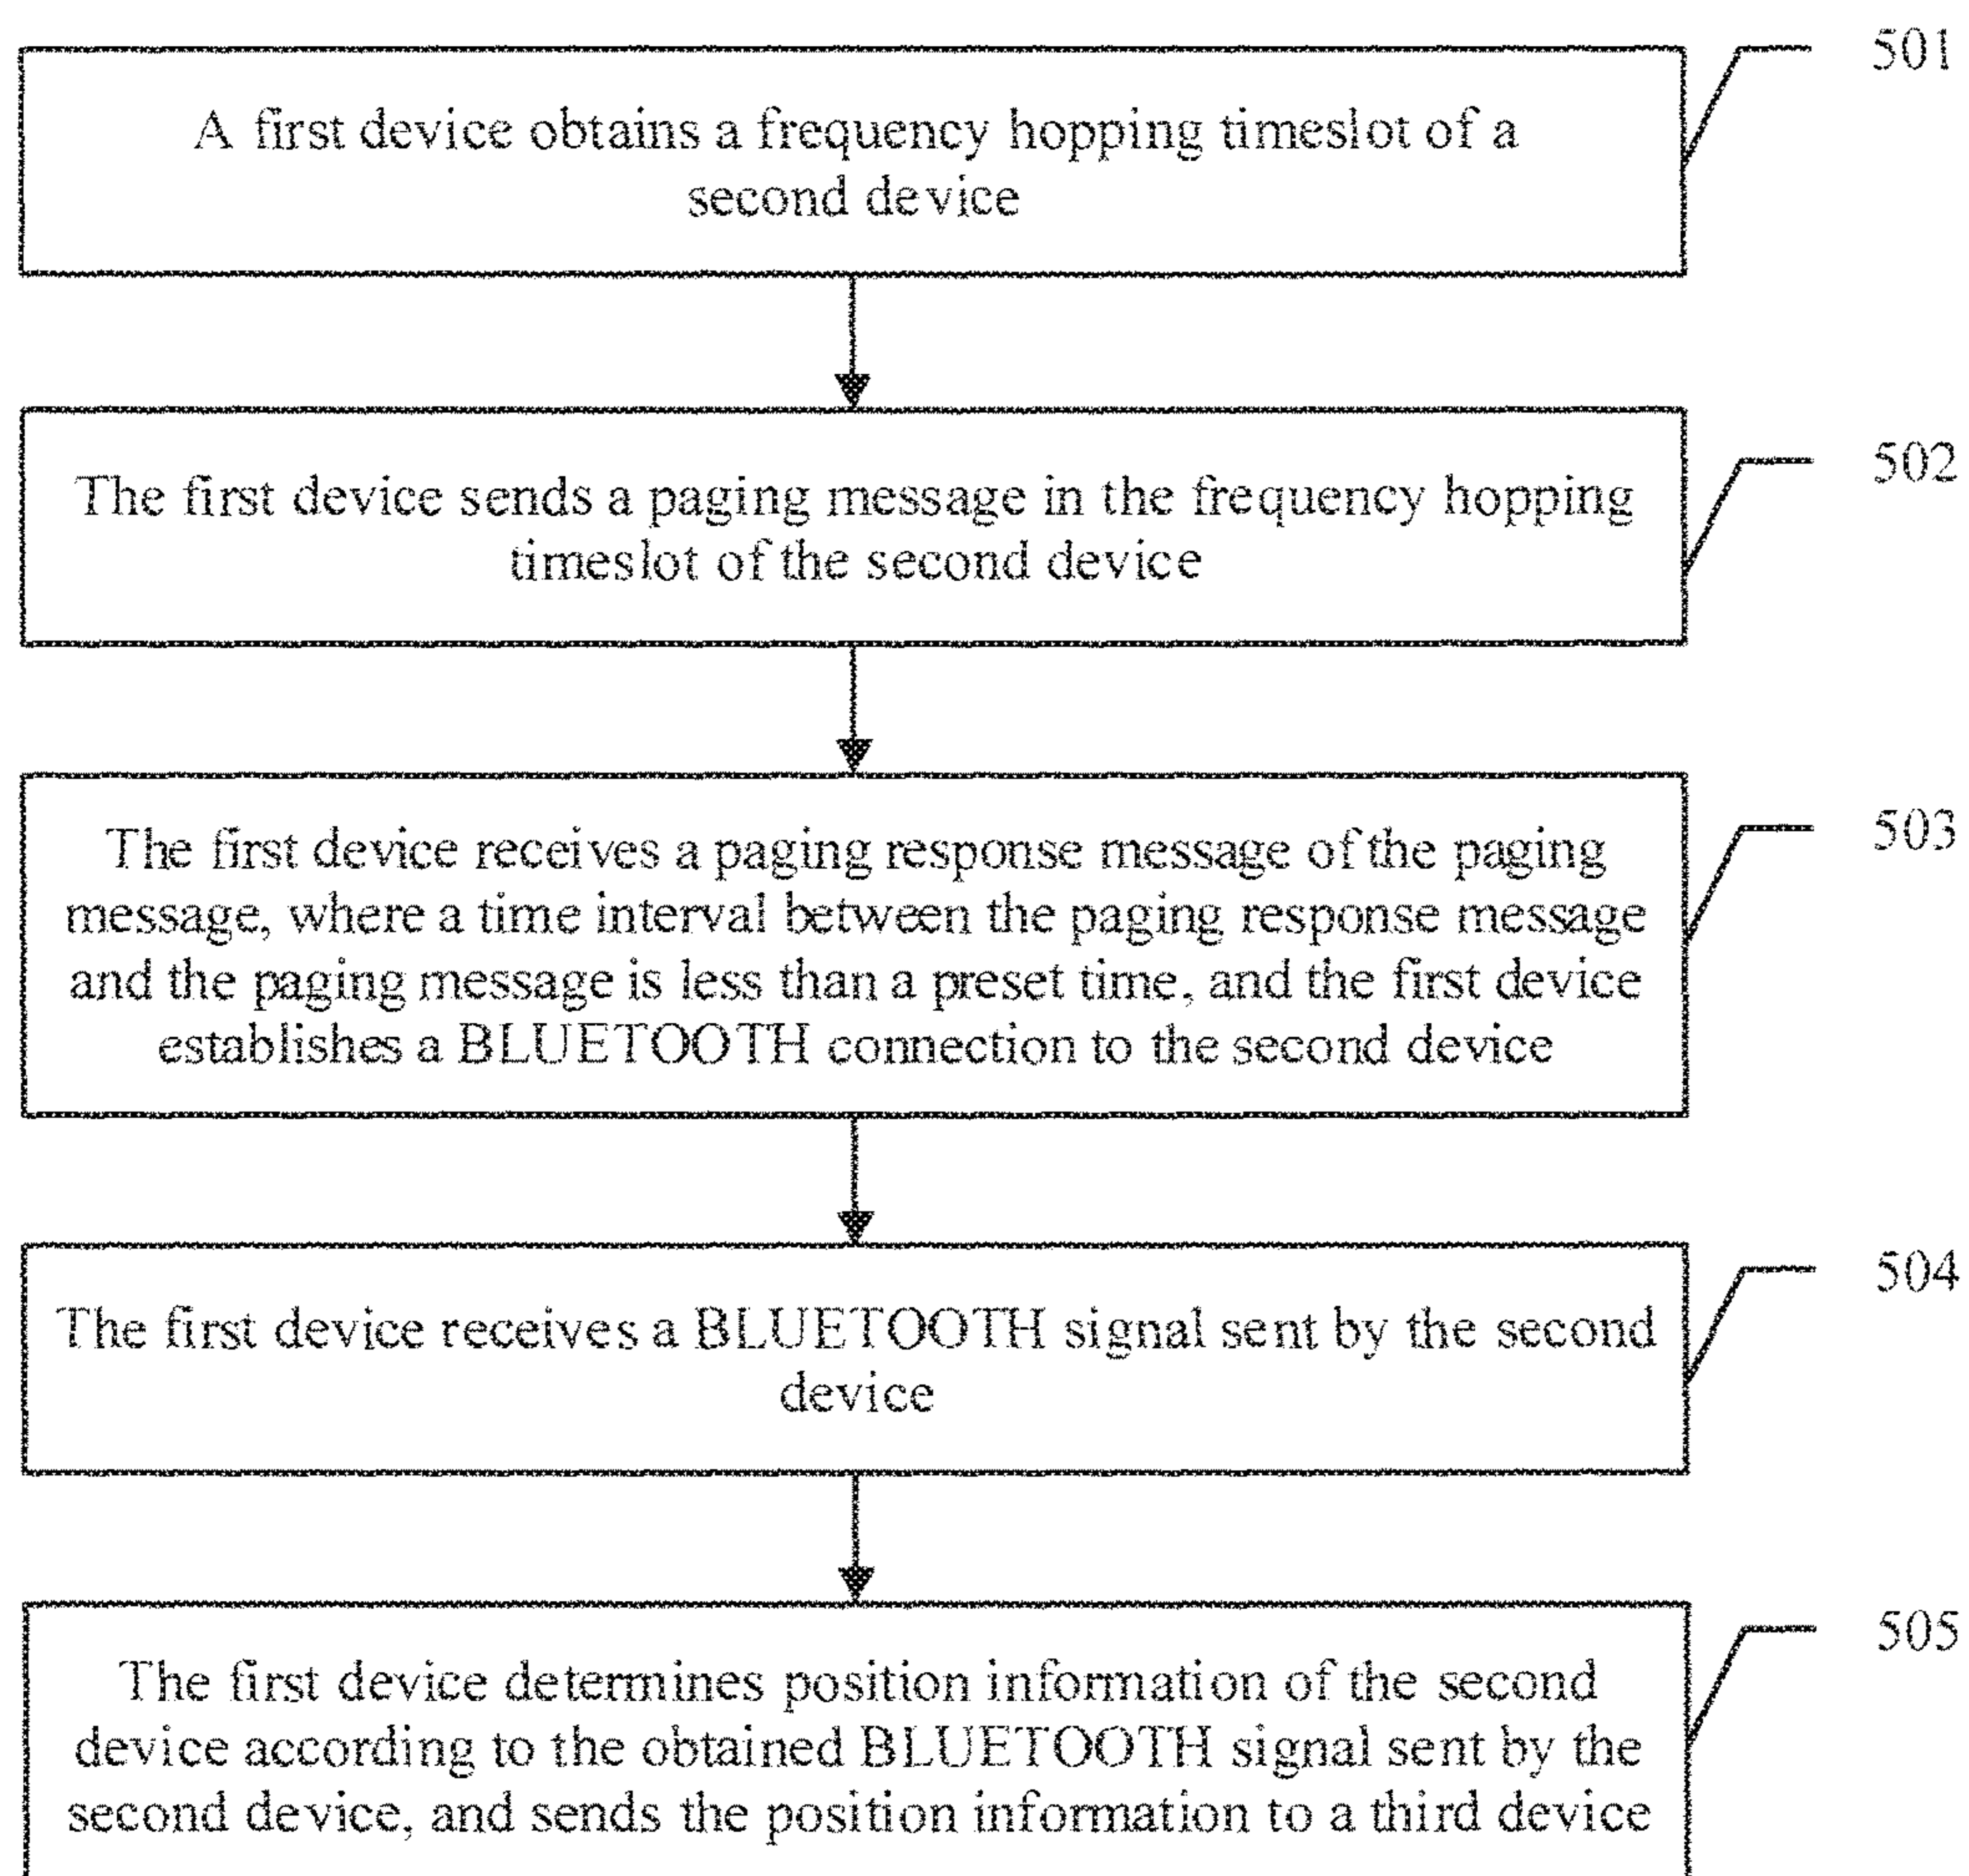 501
A first device obtains a frequency hopping timeslot of a
second device
502
The first device sends a paging message in the frequency hopping
timeslot of the second device
503
The first device receives a paging response message of the paging
message, where a time interval between the paging response message
and the paging message is less than a preset time, and the first device
establishes a BLUETOOTH connection to the second device
504
The first device receives a BLUETOOTH signal sent by the second
device
505
The first device determines position information of the second
device according to the obtained BLUETOOTH signal sent by the
second device, and sends the position information to a third device